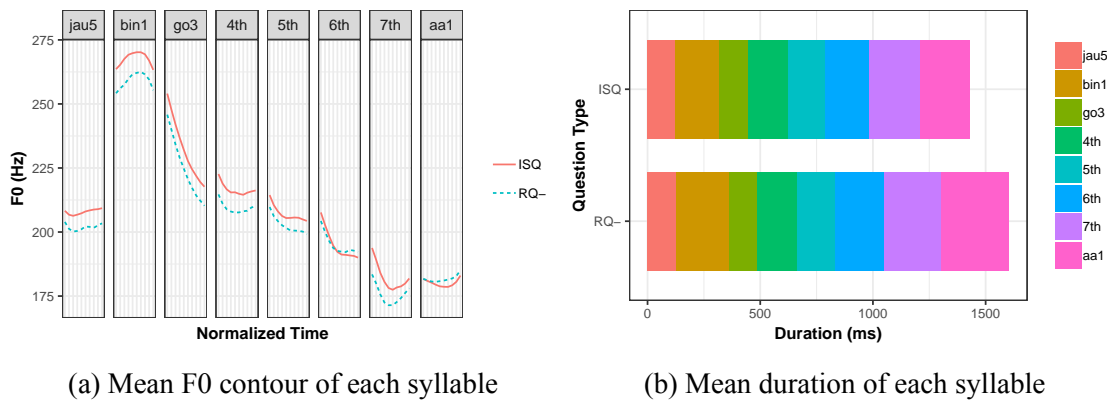 jau5 bin1 go3 4th 5th 6th 7th aa1
275
250
225
200
175
F0 (Hz)
Normalized Time
ISQ
RQ–
(a) Mean F0 contour of each syllable
Question Type
ISQ
RQ–
0 500 1000 1500
Duration (ms)
jau5
bin1
go3
4th
5th
6th
7th
aa1
(b) Mean duration of each syllable